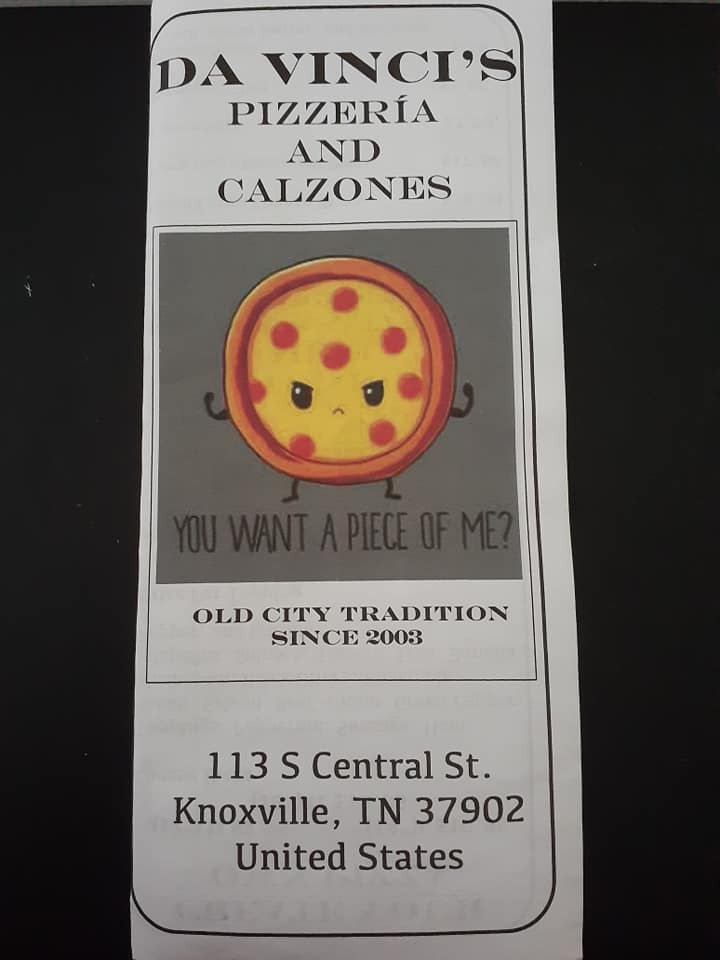 DA VINCI'S
PIZZERÍA
AND
CALZONES
YOU WANT A PIECE OF ME?
OLD CITY TRADITION
SINCE 2003
113 S Central St.
Knoxville, TN 37902
United States